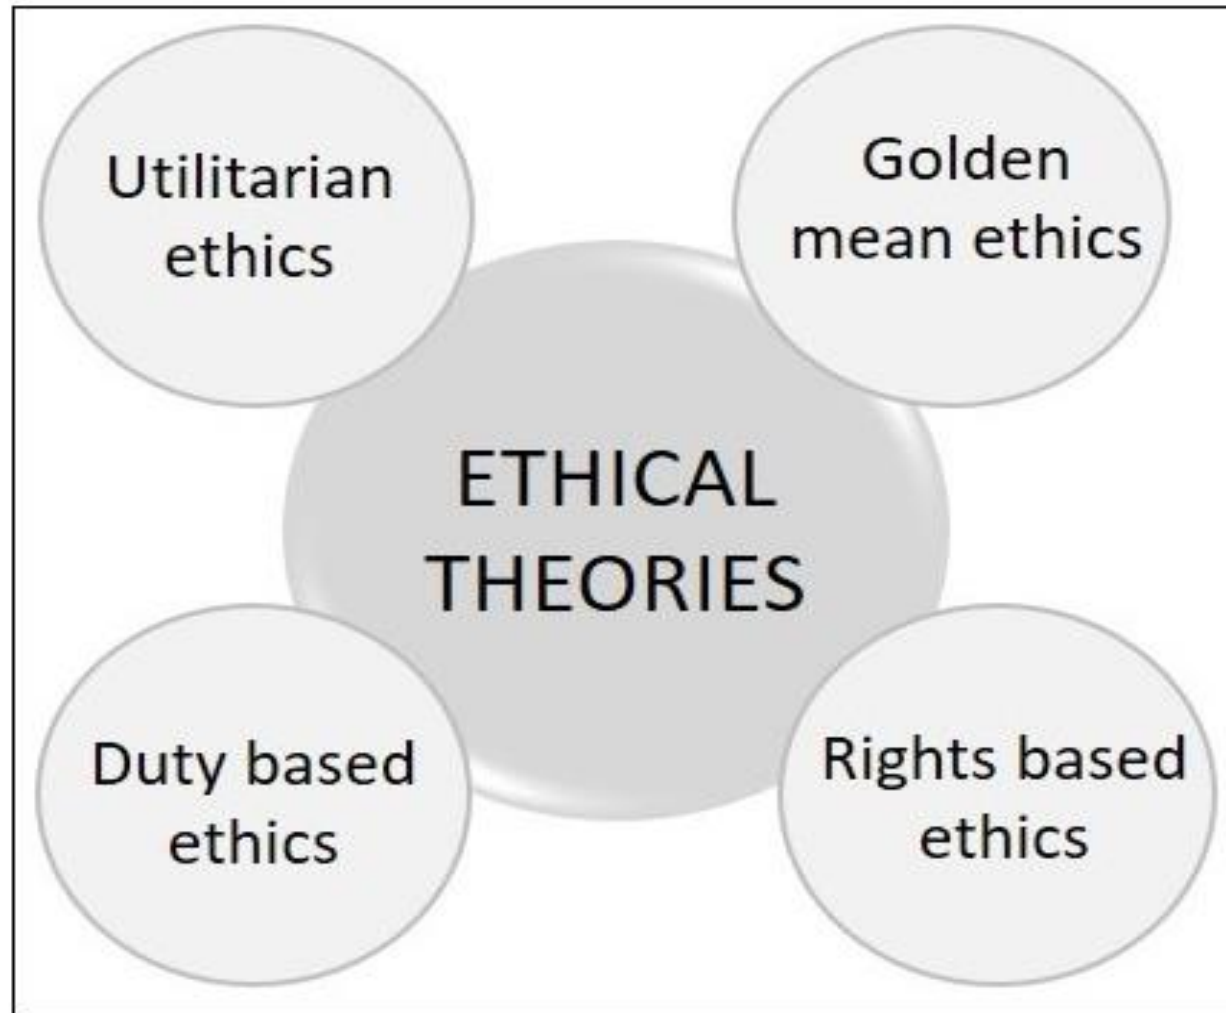 Utilitarian
ethics
Golden
mean ethics
ETHICAL
THEORIES
Duty based
ethics
Rights based
ethics